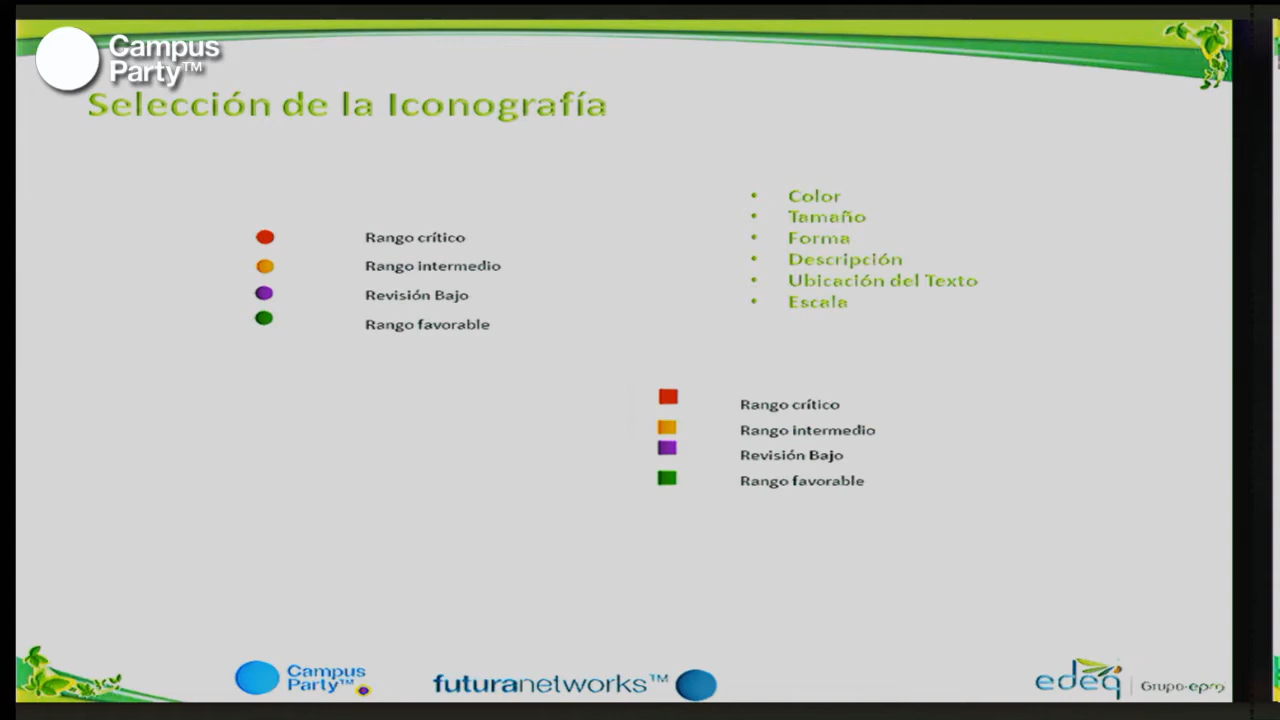 Campus
Party™
Selección de la Iconografía
Rango crítico
Rango intermedio
Revisión Bajo
Rango favorable
• Color
• Tamaño
• Forma
• Descripción
• Ubicación del Texto
• Escala
Rango crítico
Rango intermedio
Revisión Bajo
Rango favorable
Campus
Party™
futuranetworks™
edeq
Grupo-epm